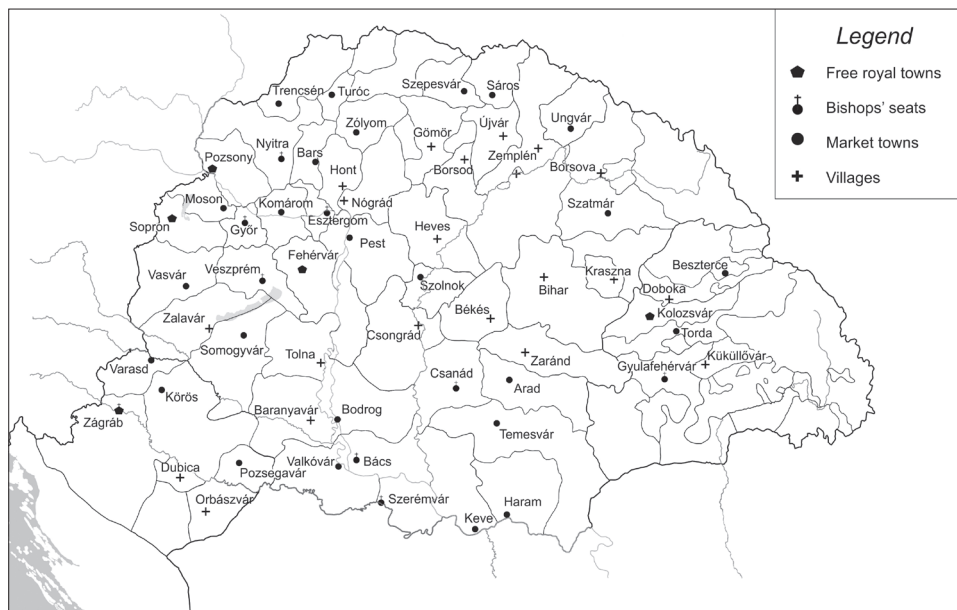 Legend
Free royal towns
Bishops' seats
Market towns
Villages
Trencsén
Turóc
Szepesvár
Sáros
Zólyom
Gömör
Újvár
Ungvár
Nyitra
Bars
Zemplén
Pozsony
Hont
Borsod
Borsova
Moson
Komárom
Nógrád
Szatmár
Sopron
Győr
Esztergom
Heves
Pest
Fehérvár
Vasvár
Veszprém
Szolnok
Bihar
Kraszna
Beszterce
Doboka
Zalavár
Békés
Kolozsvár
Csongrád
Torda
Somogyvár
Tolna
Zaránd
Gyulafehérvár
Küküllővár
Varasd
Csanád
Arad
Körös
Zágráb
Baranyavár
Bodrog
Temesvár
Dubica
Pozsegavár
Valkóvár
Bács
Orbászvár
Szerémvár
Haram
Keve